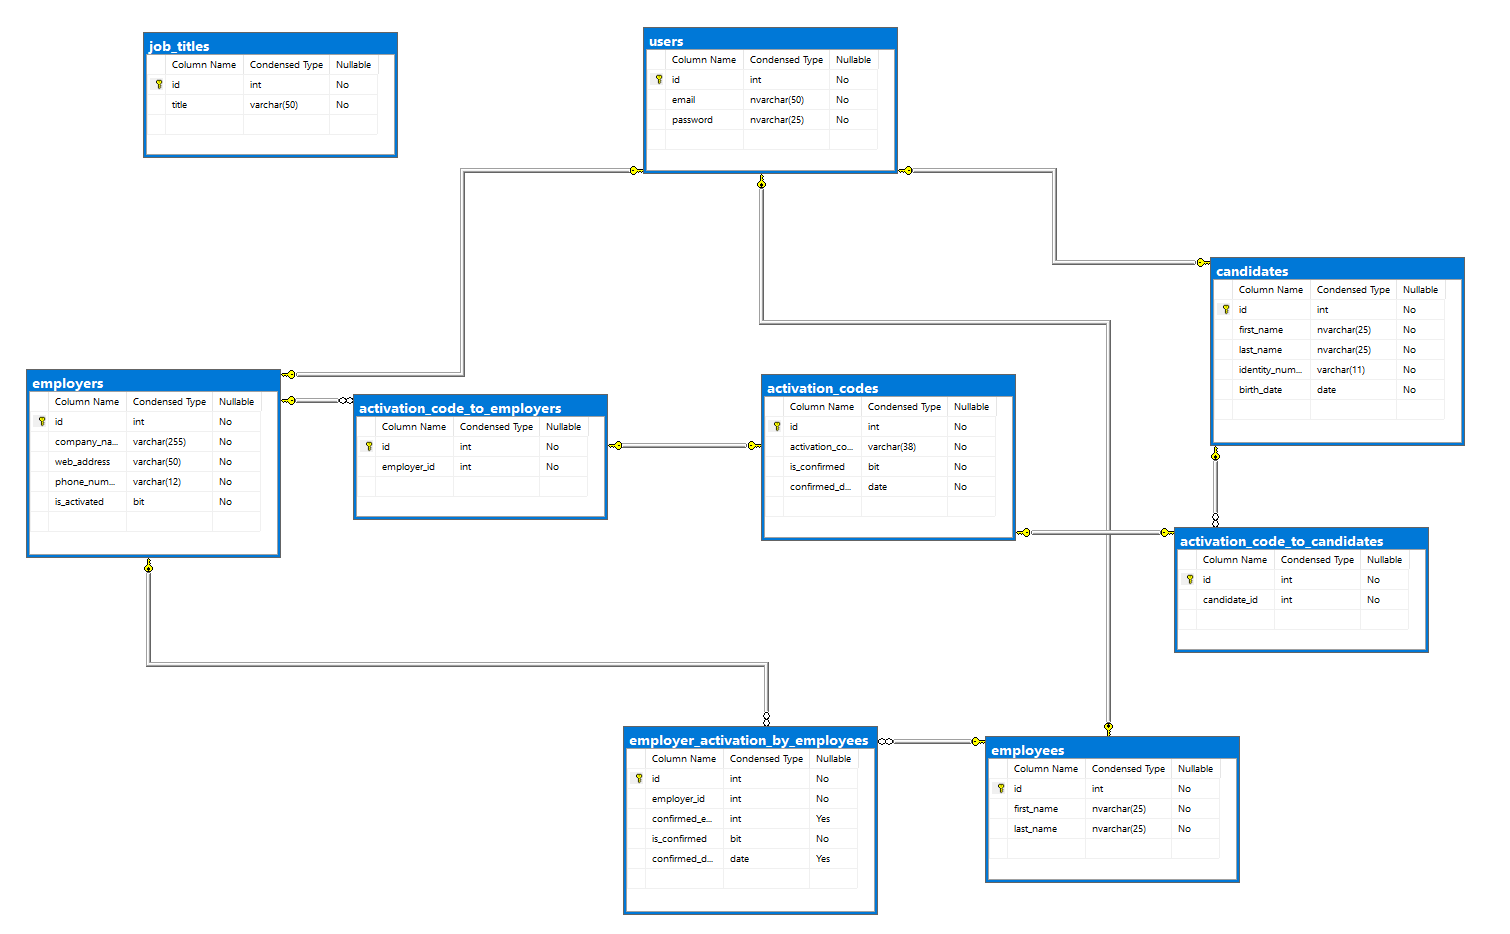 job_titles
Column Name Condensed Type Nullable
id int No
title varchar(50) No
users
Column Name Condensed Type Nullable
id int No
email nvarchar(50) No
password nvarchar(25) No
candidates
Column Name Condensed Type Nullable
id int No
first_name nvarchar(25) No
last_name nvarchar(25) No
identity_num... varchar(11) No
birth_date date No
employers
Column Name Condensed Type Nullable
id int No
company_na... varchar(255) No
web_address varchar(50) No
phone_num... varchar(12) No
is_activated bit No
activation_code_to_employers
Column Name Condensed Type Nullable
id int No
employer_id int No
activation_codes
Column Name Condensed Type Nullable
id int No
activation_co... varchar(38) No
is_confirmed bit No
confirmed_d... date No
activation_code_to_candidates
Column Name Condensed Type Nullable
id int No
candidate_id int No
employer_activation_by_employees
Column Name Condensed Type Nullable
id int No
employer_id int No
confirmed_e... int Yes
is_confirmed bit No
confirmed_d... date Yes
employees
Column Name Condensed Type Nullable
id int No
first_name nvarchar(25) No
last_name nvarchar(25) No